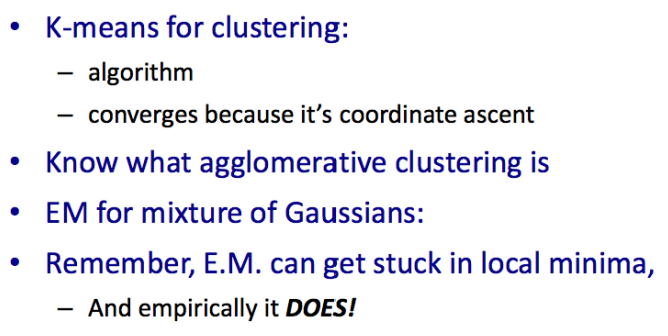 • K-means for clustering:
– algorithm
– converges because it's coordinate ascent
• Know what agglomerative clustering is
• EM for mixture of Gaussians:
• Remember, E.M. can get stuck in local minima,
– And empirically it DOES!